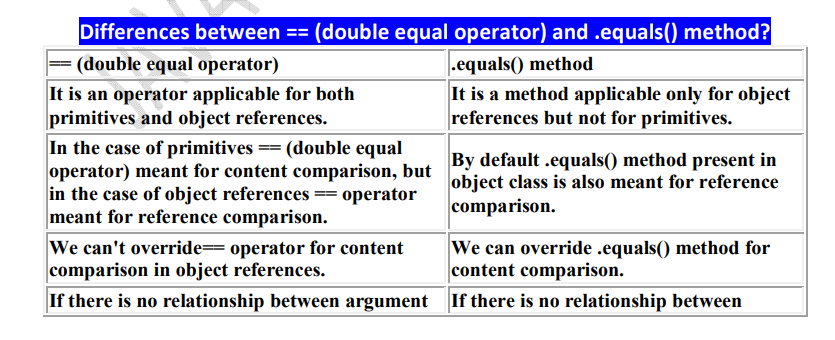 Differences between == (double equal operator) and .equals() method?
== (double equal operator)
.equals() method
It is an operator applicable for both
primitives and object references.
It is a method applicable only for object
references but not for primitives.
In the case of primitives == (double equal
operator) meant for content comparison, but
in the case of object references == operator
meant for reference comparison.
By default .equals() method present in
object class is also meant for reference
comparison.
We can't override== operator for content
comparison in object references.
We can override .equals() method for
content comparison.
If there is no relationship between argument
If there is no relationship between